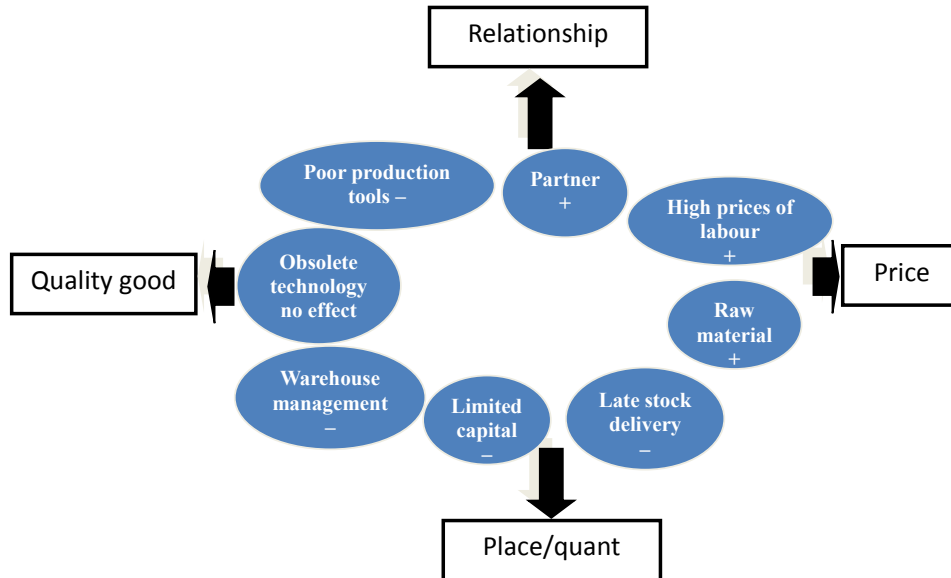 Relationship
Poor production
tools –
Partner
+
High prices of
labour
+
Quality good
Obsolete
technology
no effect
Price
Raw
material
+
Warehouse
management
–
Limited
capital
–
Late stock
delivery
–
Place/quant